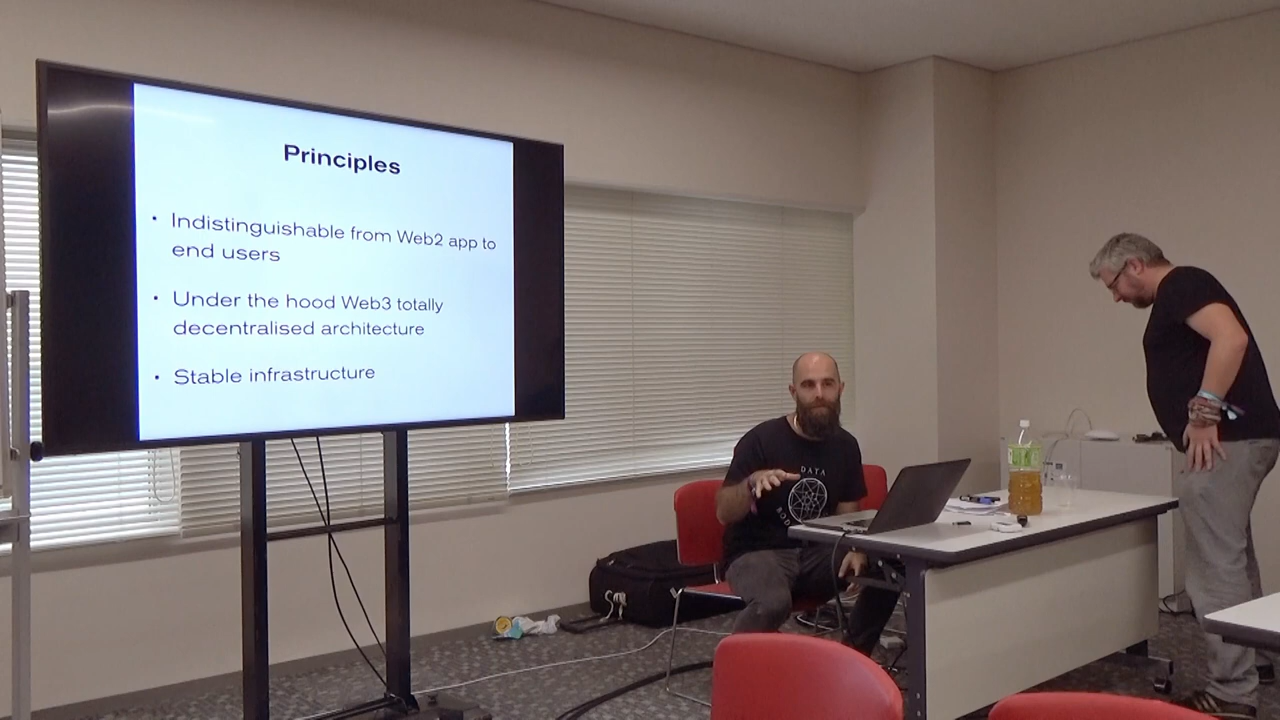 Principles
• Indistinguishable from Web2 app to
end users
• Under the hood Web3 totally
decentralised architecture
• Stable infrastructure
DATA